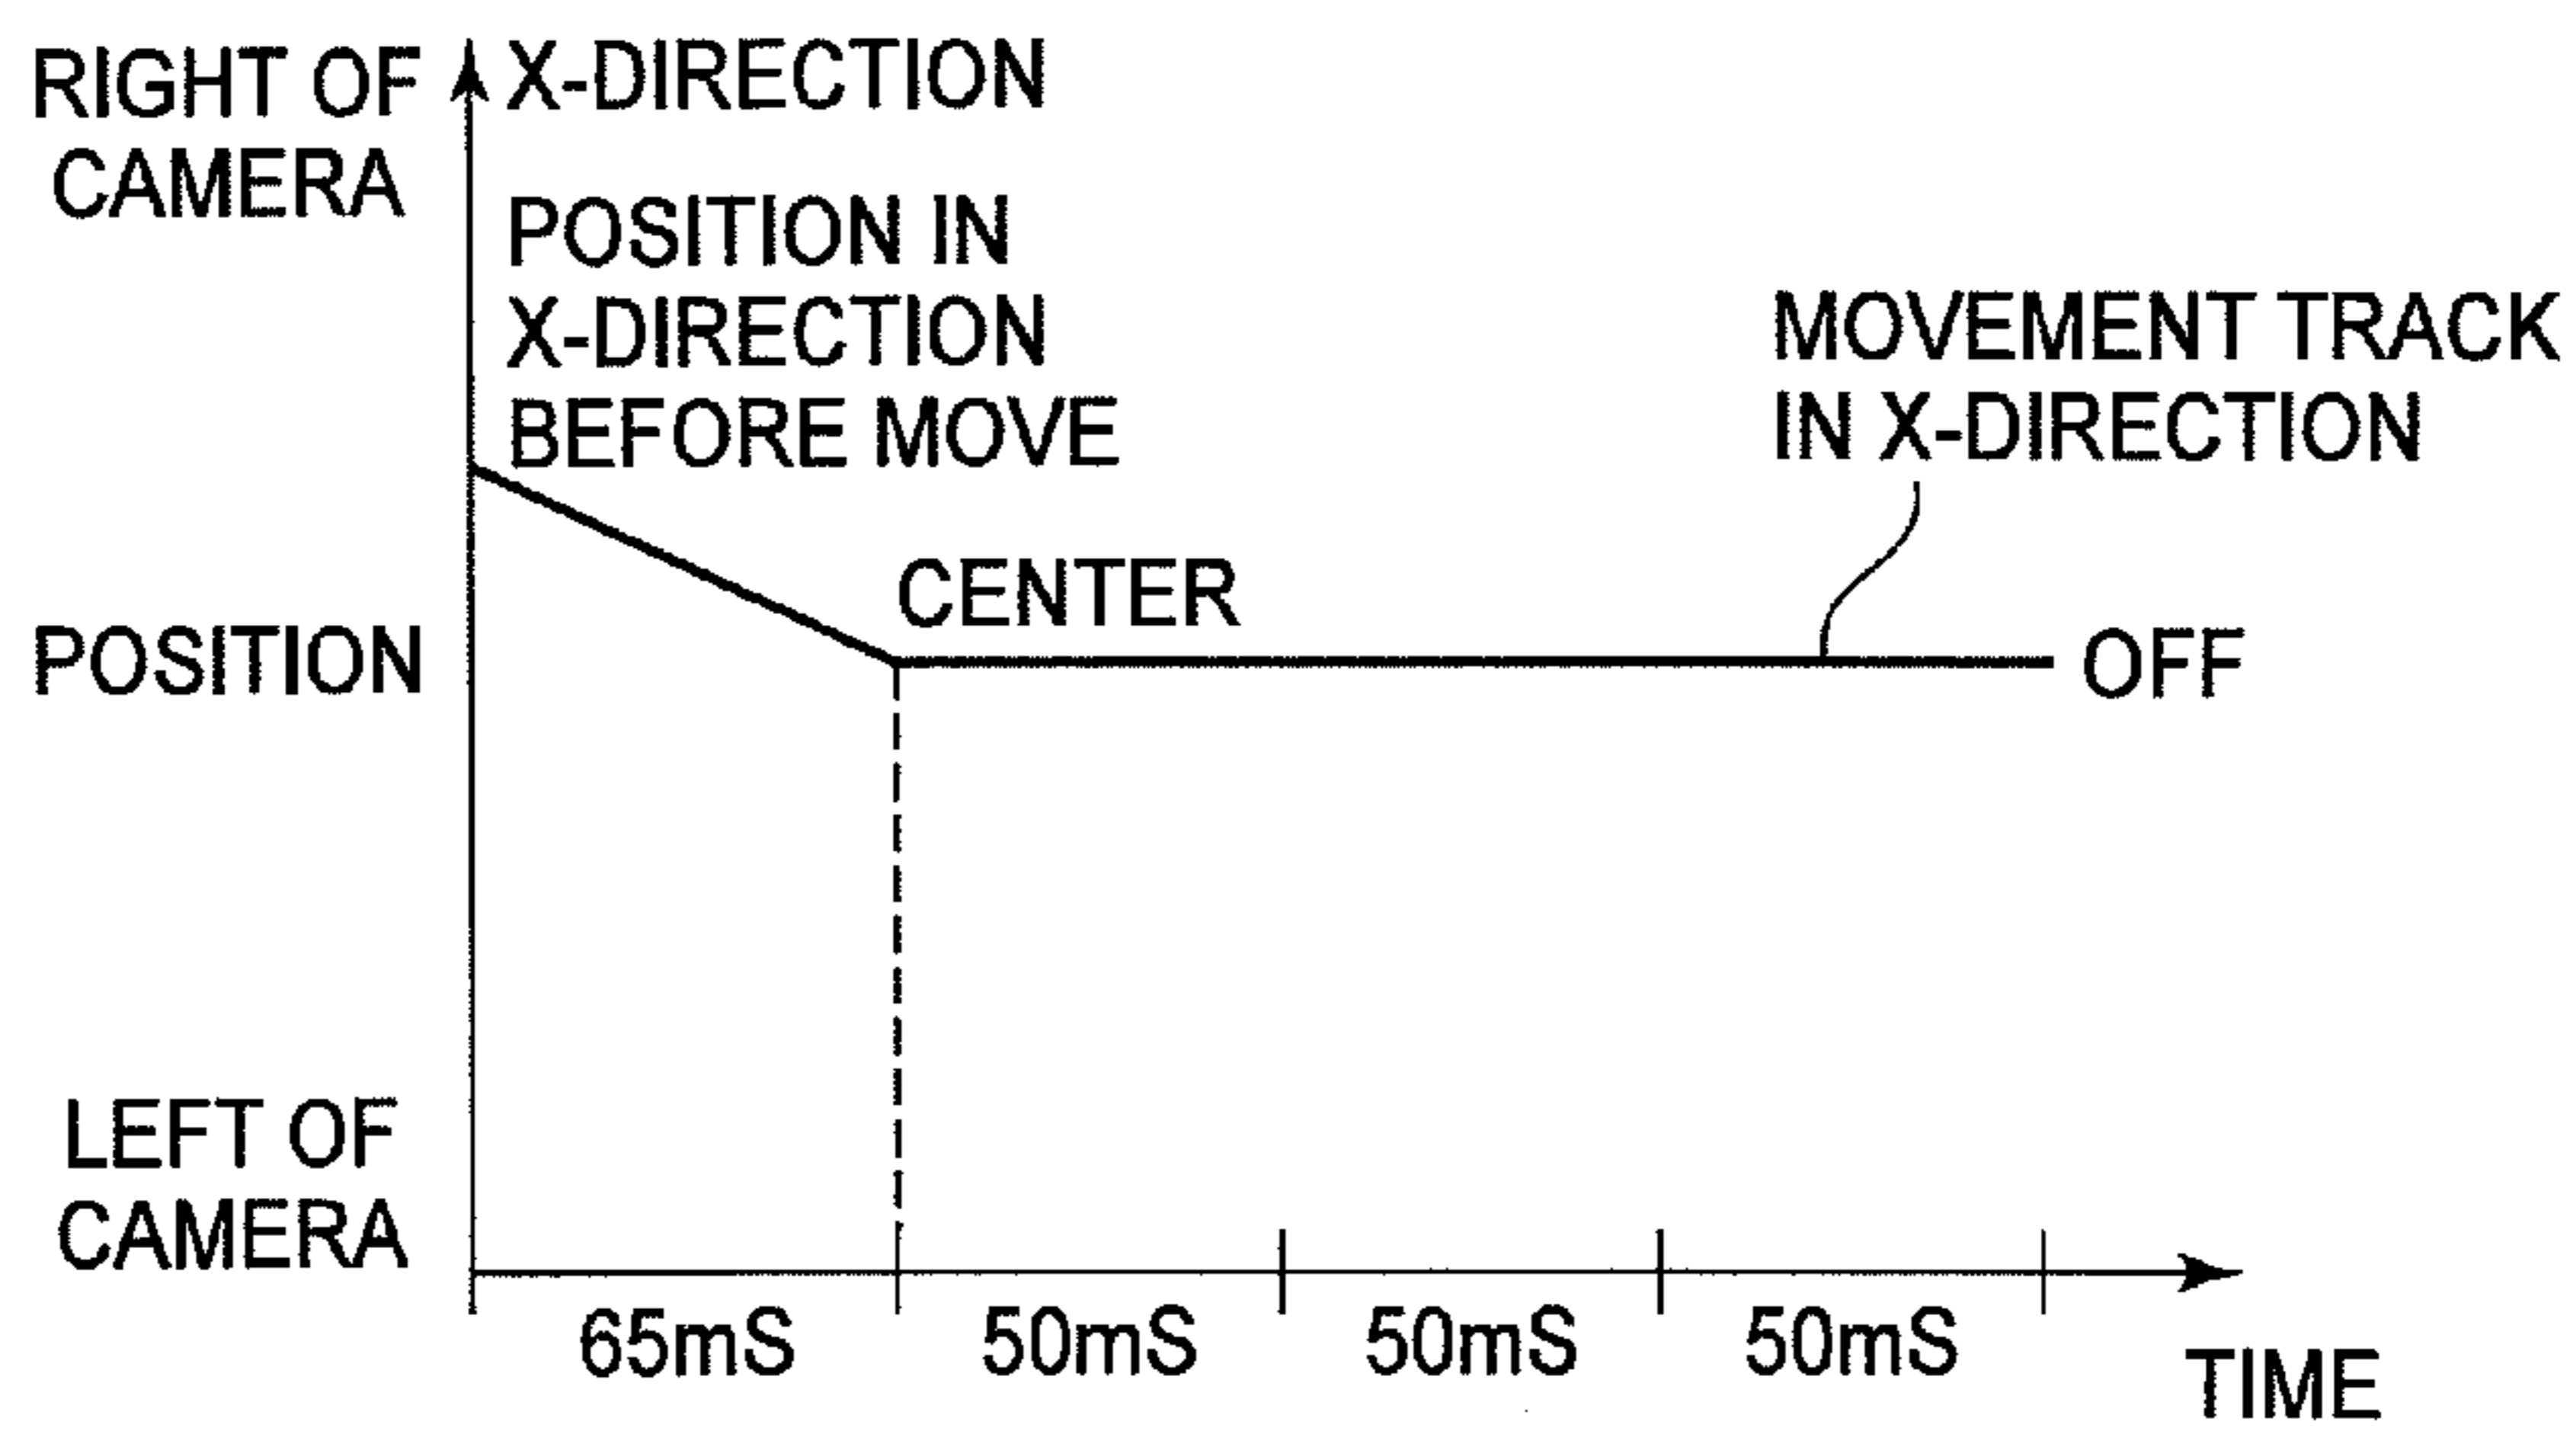 RIGHT OF
CAMERA
X-DIRECTION
POSITION IN
X-DIRECTION
BEFORE MOVE
MOVEMENT TRACK
IN X-DIRECTION
CENTER
POSITION
OFF
LEFT OF
CAMERA
65mS 50mS 50mS 50mS
TIME